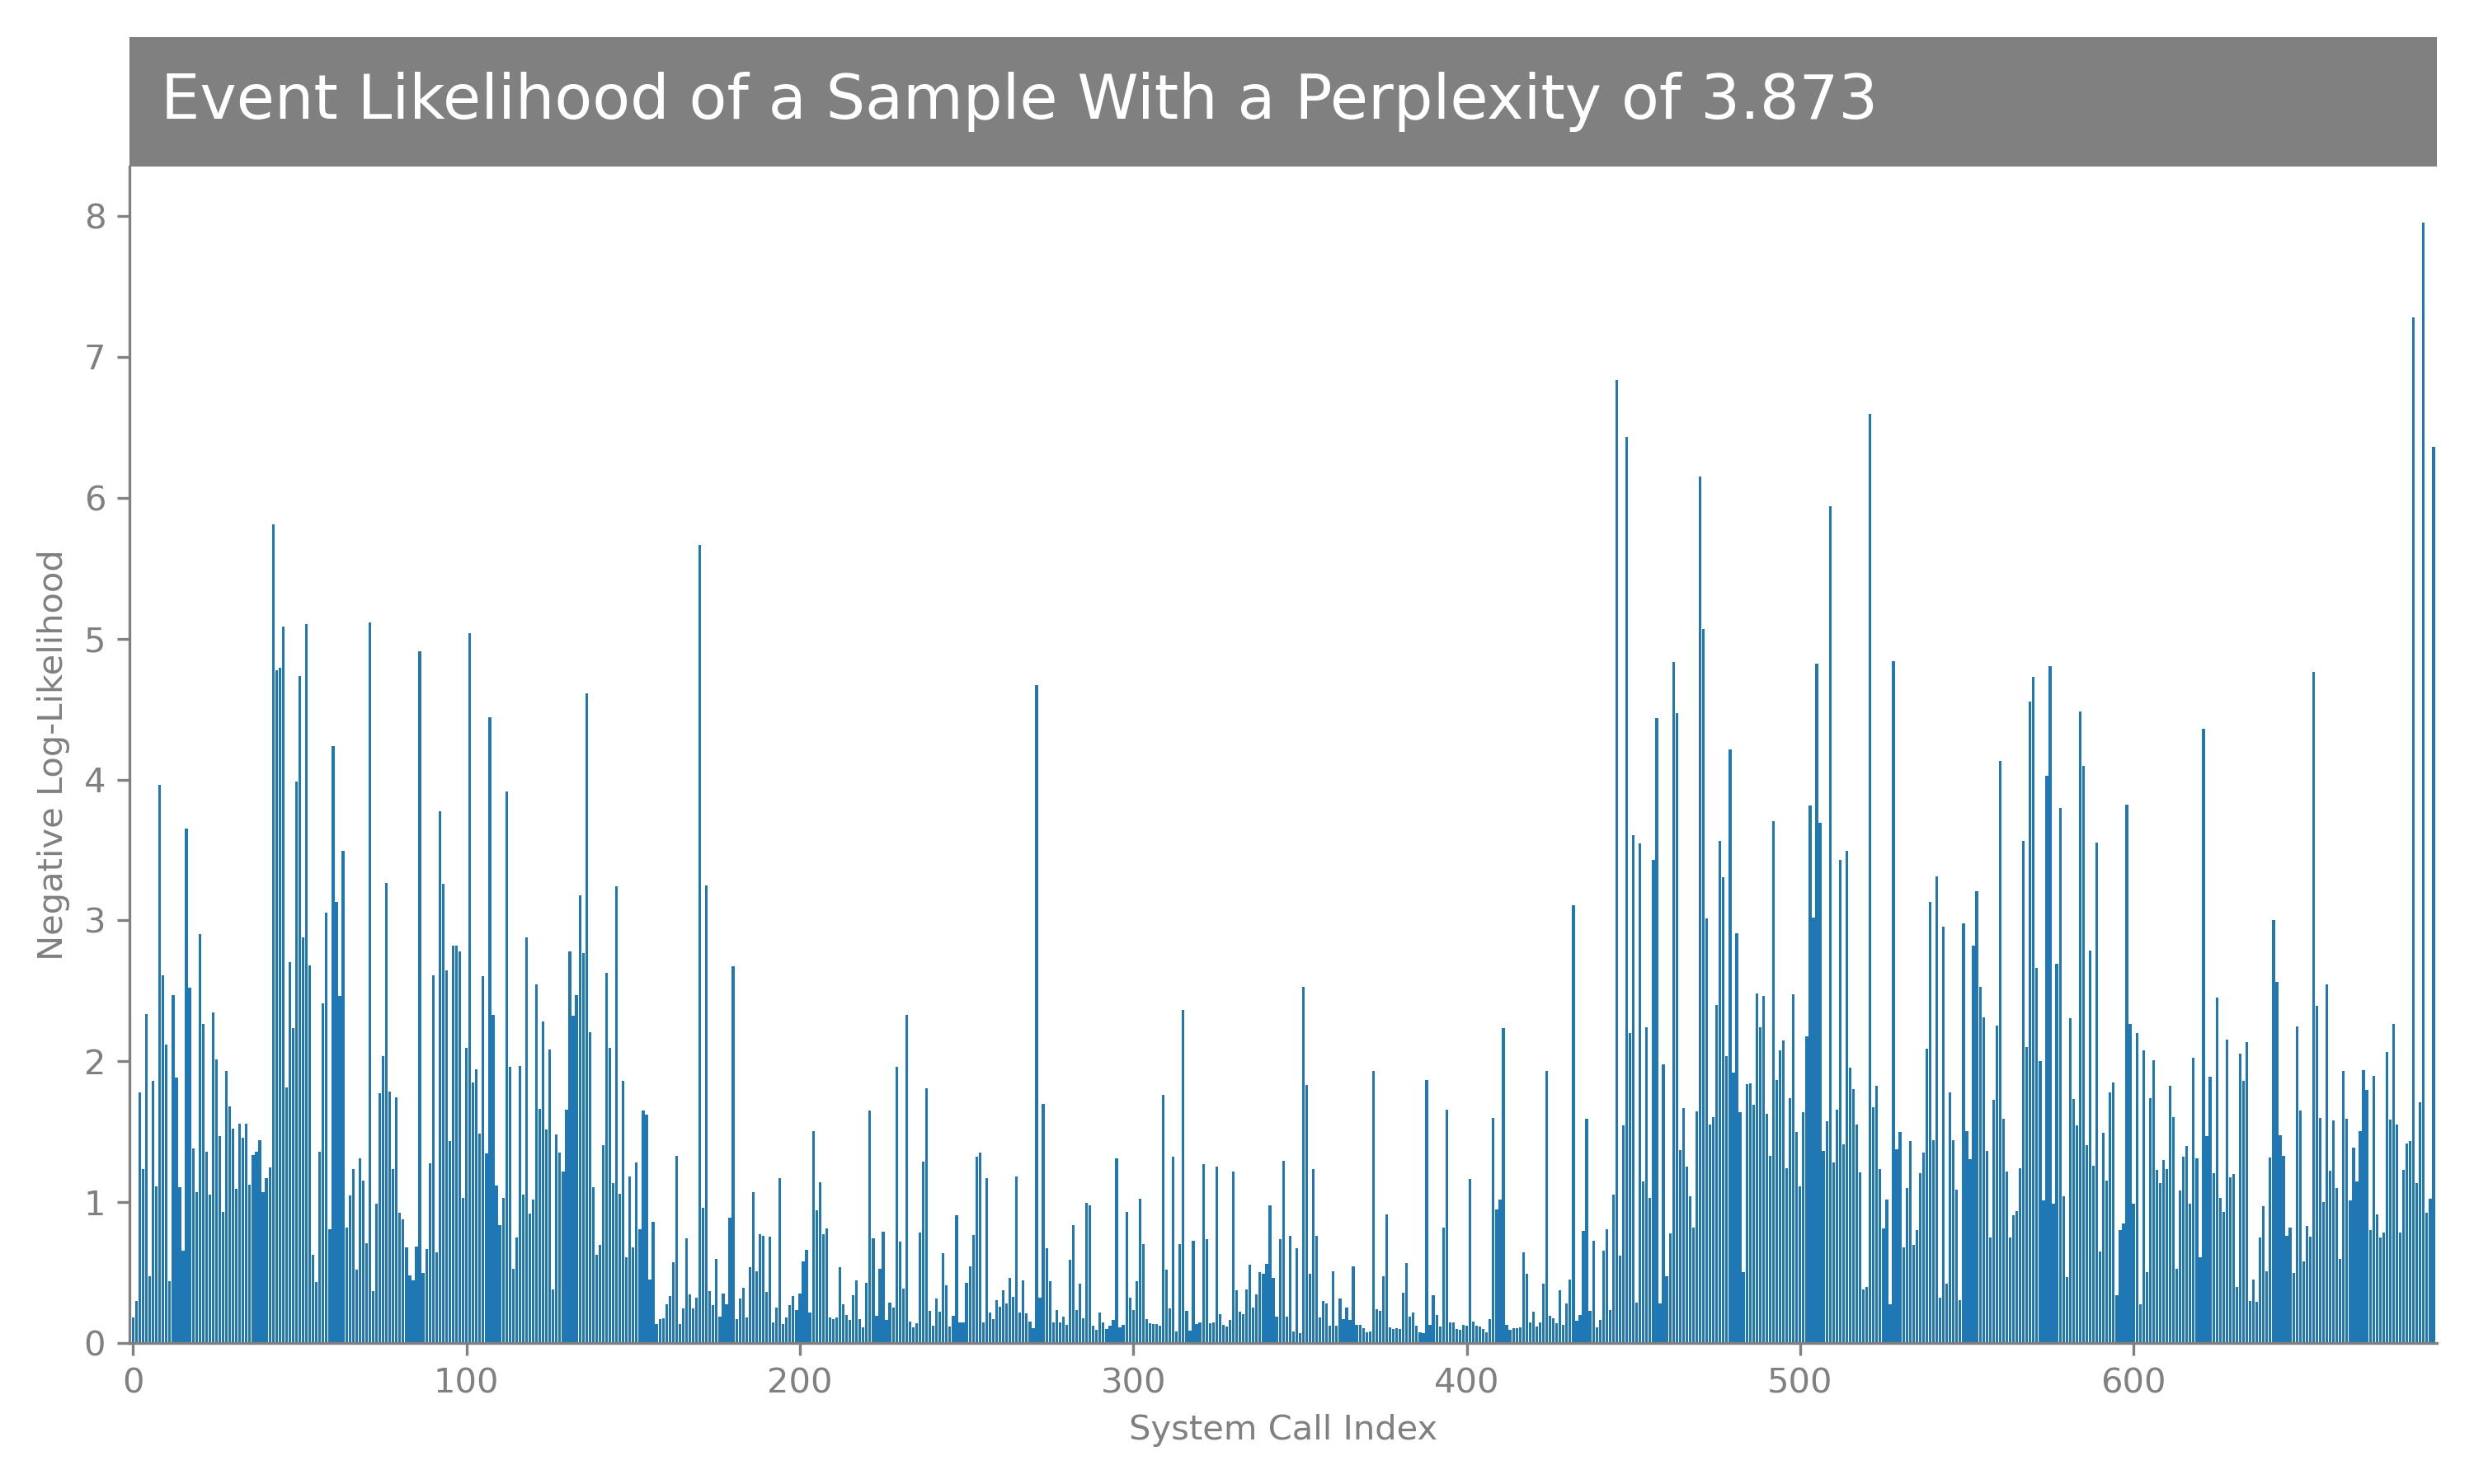 Event Likelihood of a Sample With a Perplexity of 3.873
8
7
6
5
4
3
2
1
0
Negative Log-Likelihood
0 100 200 300 400 500 600
System Call Index